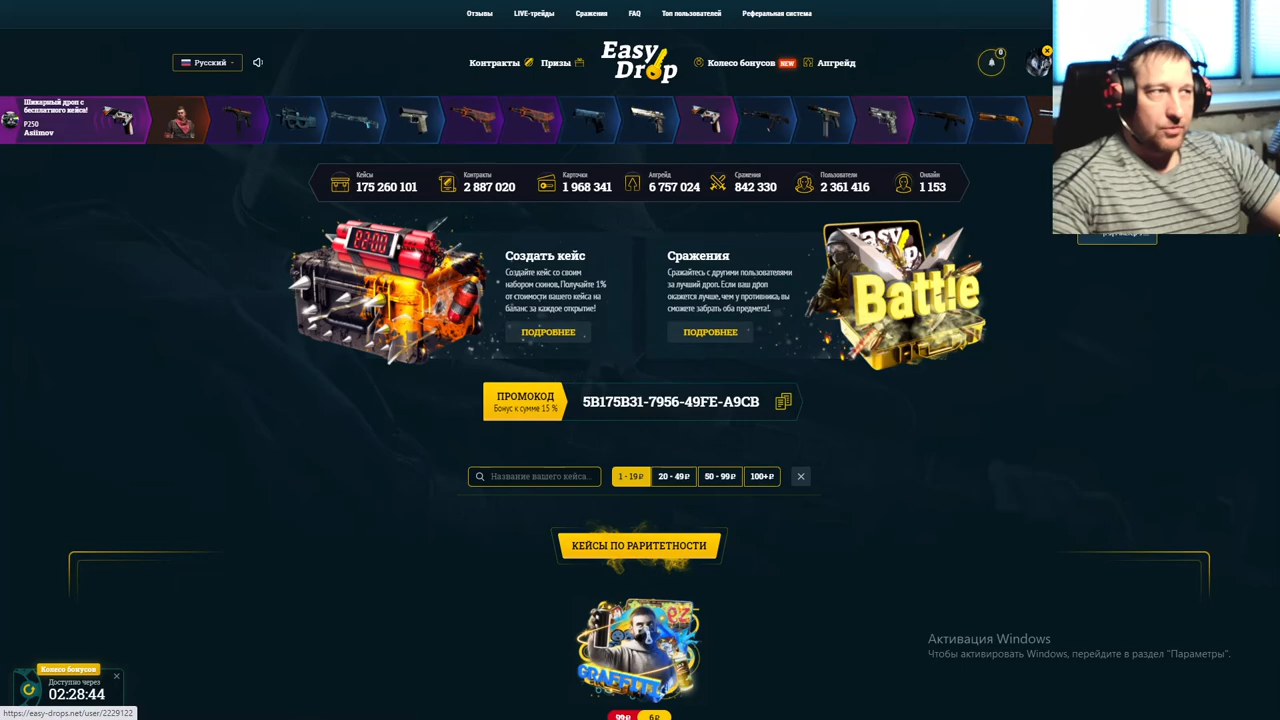 Отзывы LIVE-трейды Сражения FAQ Топ пользователей Реферальная система
Русский
Контракты Призы Easy Drop Колесо бонусов NEW Апгрейд
0
Шикарный дроп с бесплатного кейса!
P250
Asiimov
Кейсы Контракты Карточки Апгрейд Сражения Пользователи Онлайн
175 260 101 2 887 020 1 968 341 6 757 024 842 330 2 361 416 1 153
Создать кейс
Создайте кейс со своим
набором скинов. Получайте 1%
от стоимости вашего кейса на
баланс за каждое открытие!
ПОДРОБНЕЕ
Сражения
Сражайтесь с другими пользователями
за лучший дроп. Если ваш дроп
окажется лучше, чем у противника, вы
сможете забрать оба предмета!.
ПОДРОБНЕЕ
Battle
ПРОМОКОД
Бонус к сумме 15 %
5B175B31-7956-49FE-A9CB
Название вашего кейса...
1 - 19₽ 20 - 49₽ 50 - 99₽ 100+₽
КЕЙСЫ ПО РАРИТЕТНОСТИ
GRAFFITI
99₽ 6₽
Колесо бонусов
Доступно через
02:28:44
https://easy-drops.net/user/2229122
Активация Windows
Чтобы активировать Windows, перейдите в раздел "Параметры".